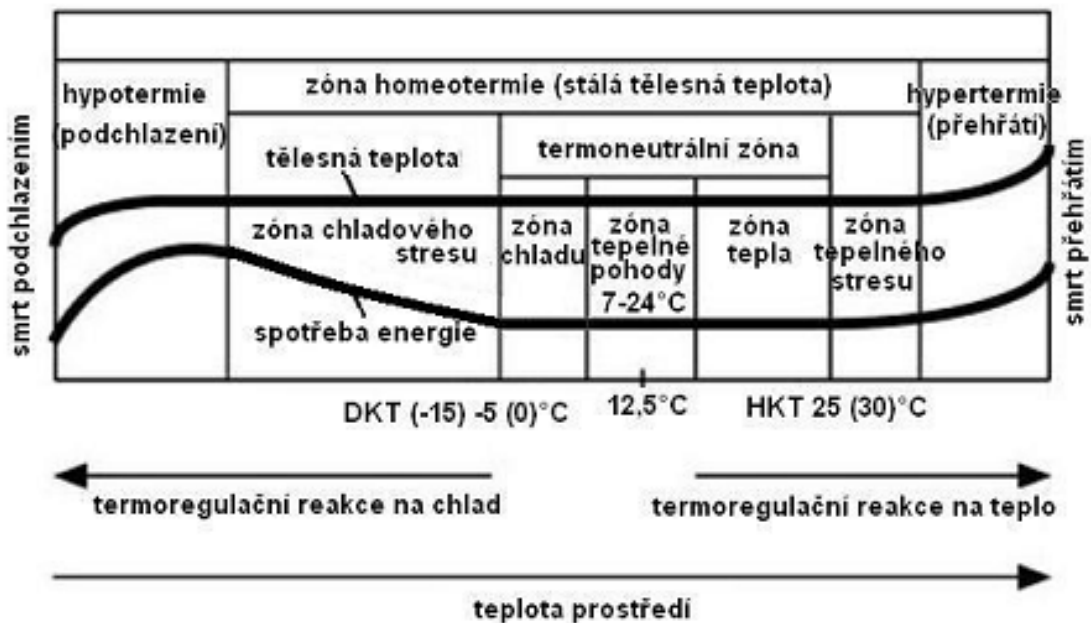 hypotermie
(podchlazení)
zóna homeotermie (stálá tělesná teplota)
hypertermie
(přehřátí)
tělesná teplota
termoneutrální zóna
zóna chladového
stresu
zóna
chladu
zóna
tepelné
pohody
7-24°C
zóna
tepla
zóna
tepelného
stresu
spotřeba energie
smrt podchlazením
smrt přehřátím
DKT (-15) -5 (0)°C
12,5°C
HKT 25 (30)°C
termoregulační reakce na chlad
termoregulační reakce na teplo
teplota prostředí